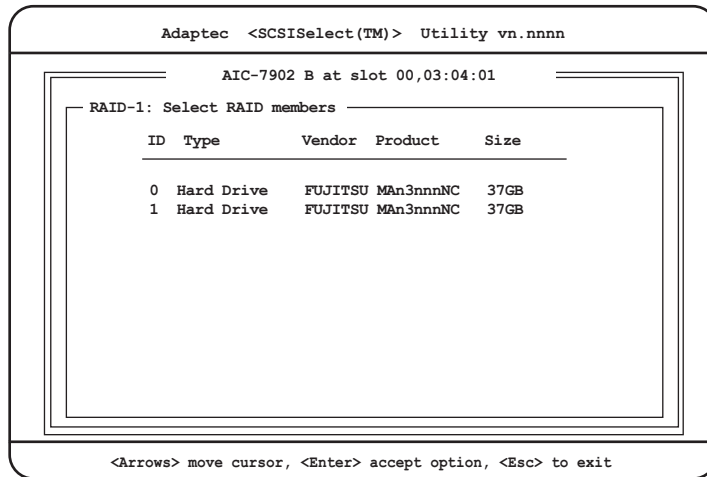 Adaptec <SCSISelect(TM)> Utility vn.nnnn
AIC-7902 B at slot 00,03:04:01
RAID-1: Select RAID members
ID Type Vendor Product Size
0 Hard Drive FUJITSU MAn3nnnNC 37GB
1 Hard Drive FUJITSU MAn3nnnNC 37GB
<Arrows> move cursor, <Enter> accept option, <Esc> to exit